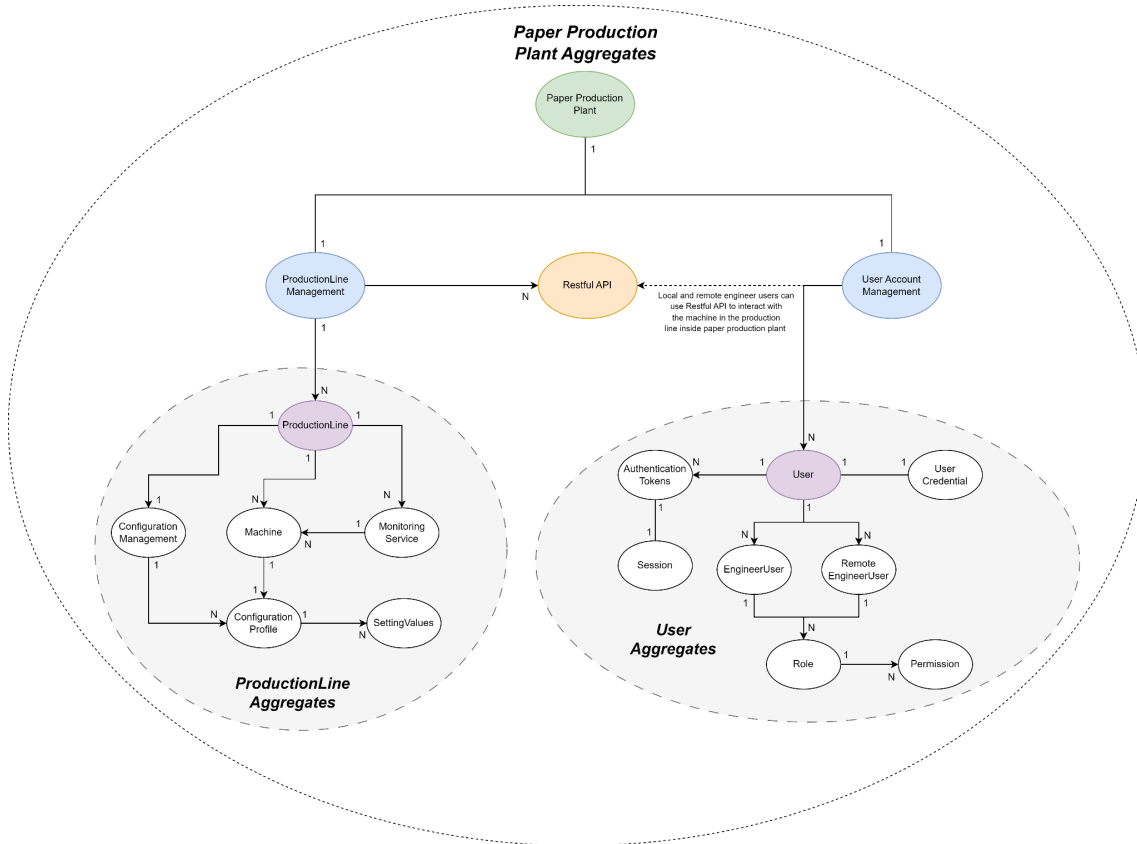 Paper Production
Plant Aggregates
Paper Production
Plant
1
1
1
ProductionLine
Management
N
Restful API
User Account
Management
Local and remote engineer users can
use Restful API to interact with
the machine in the production
line inside paper production plant
1
N
1
ProductionLine
1
1
1
N
N
Configuration
Management
Machine
1
N
Monitoring
Service
1
1
1
N
Configuration
Profile
1
N
SettingValues
ProductionLine
Aggregates
N
Authentication
Tokens
N
1
User
1
1
User
Credential
1
1
1
Session
N
N
EngineerUser
Remote
EngineerUser
1
1
N
User
Aggregates
Role
1
N
Permission